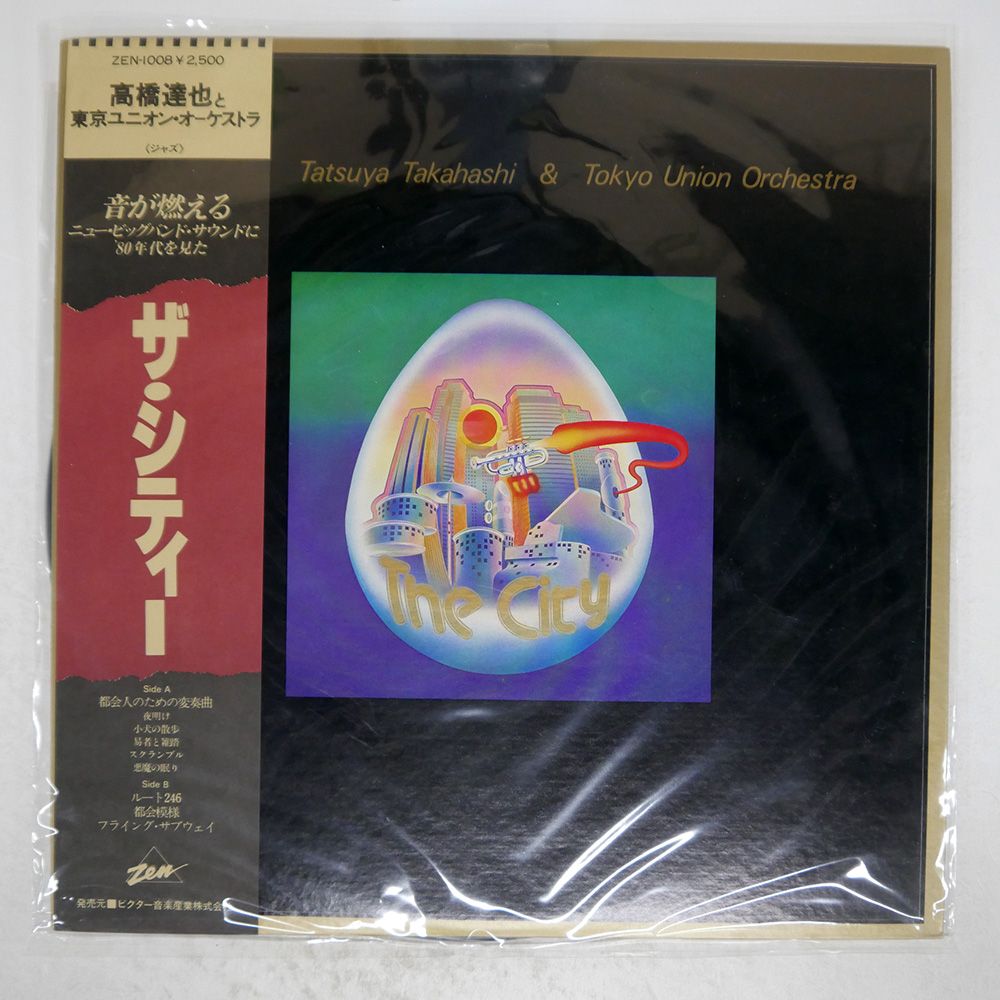 ZEN-1008 ¥2,500
高橋達也と
東京ユニオン・オーケストラ
《ジャズ》
音が燃える
ニュー・ビッグバンド・サウンドに
'80年代を見た
ザ・シティー
Side A
都会人のための変奏曲
夜明け
小犬の散歩
易者と雑踏
スクランブル
悪魔の眠り
Side B
ルート246
都会模様
フライング・サブウェイ
Zen
発売元■ビクター音楽産業株式会
Tatsuya Takahashi & Tokyo Union Orchestra
The City